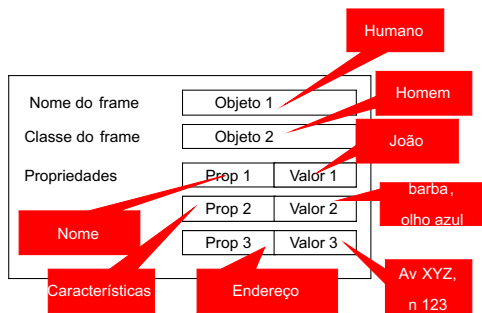 Humano
Nome do frame Objeto 1
Homem
Classe do frame Objeto 2
João
Propriedades Prop 1 Valor 1
barba,
olho azul
Prop 2 Valor 2
Nome
Prop 3 Valor 3
Características
Endereço
Av XYZ,
n 123